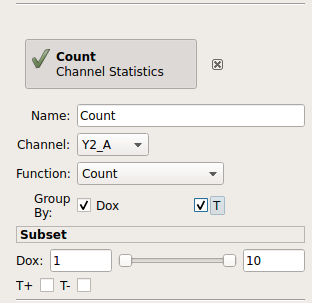 Count
Channel Statistics
Name: Count
Channel: Y2_A
Function: Count
Group By: Dox T
Subset
Dox: 1 10
T+ T-